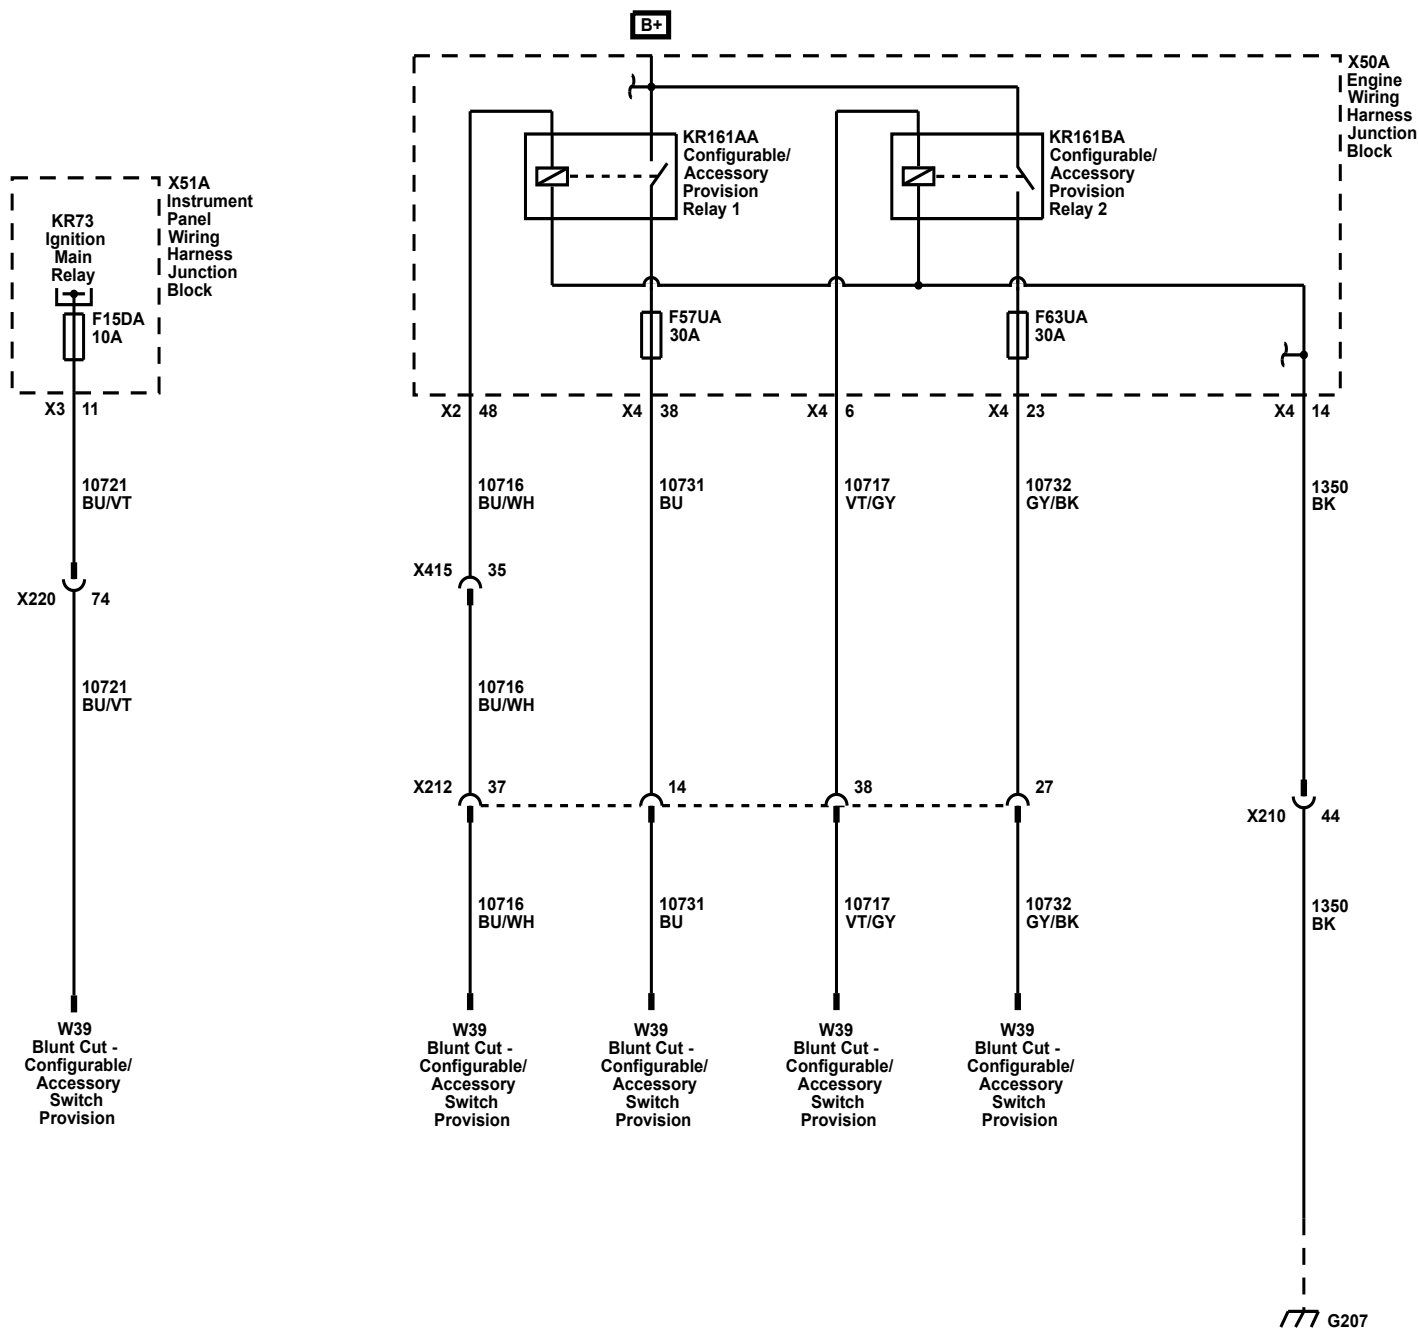 B+
X50A
Engine
Wiring
Harness
Junction
Block
KR161AA
Configurable/
Accessory
Provision
Relay 1
KR161BA
Configurable/
Accessory
Provision
Relay 2
X51A
Instrument
Panel
Wiring
Harness
Junction
Block
KR73
Ignition
Main
Relay
F15DA
10A
F57UA
30A
F63UA
30A
X3 11
X2 48
X4 38
X4 6
X4 23
X4 14
10721
BU/VT
10716
BU/WH
10731
BU
10717
VT/GY
10732
GY/BK
1350
BK
X415 35
X220 74
10721
BU/VT
10716
BU/WH
X212 37
14
38
27
X210 44
10716
BU/WH
10731
BU
10717
VT/GY
10732
GY/BK
1350
BK
W39
Blunt Cut -
Configurable/
Accessory
Switch
Provision
W39
Blunt Cut -
Configurable/
Accessory
Switch
Provision
W39
Blunt Cut -
Configurable/
Accessory
Switch
Provision
W39
Blunt Cut -
Configurable/
Accessory
Switch
Provision
W39
Blunt Cut -
Configurable/
Accessory
Switch
Provision
G207